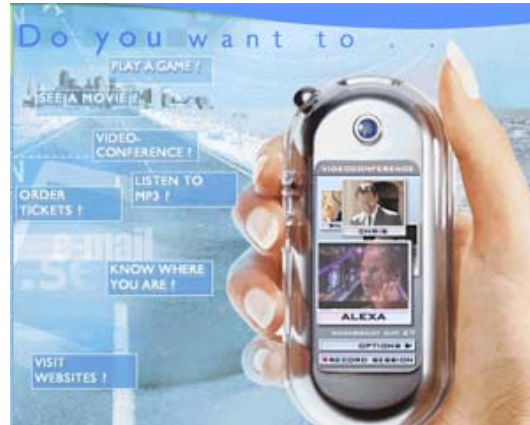 Do you want to . . .
PLAY A GAME ?
SEE A MOVIE ?
VIDEO-
CONFERENCE ?
LISTEN TO
MP3 ?
ORDER
TICKETS ?
e-mail
KNOW WHERE
YOU ARE ?
VISIT
WEBSITES ?
VIDEOCONFERENCE
CHRIS
ALEXA
OPTIONS
RECORD SESSION